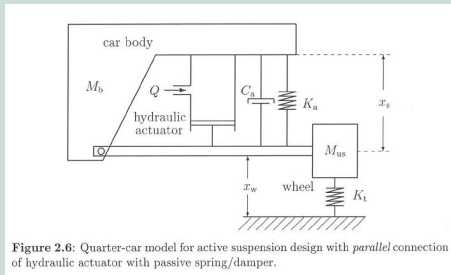 car body
M_b
Q
C_a
K_a
x_s
hydraulic
actuator
M_us
x_w
wheel
K_t
Figure 2.6: Quarter-car model for active suspension design with parallel connection
of hydraulic actuator with passive spring/damper.